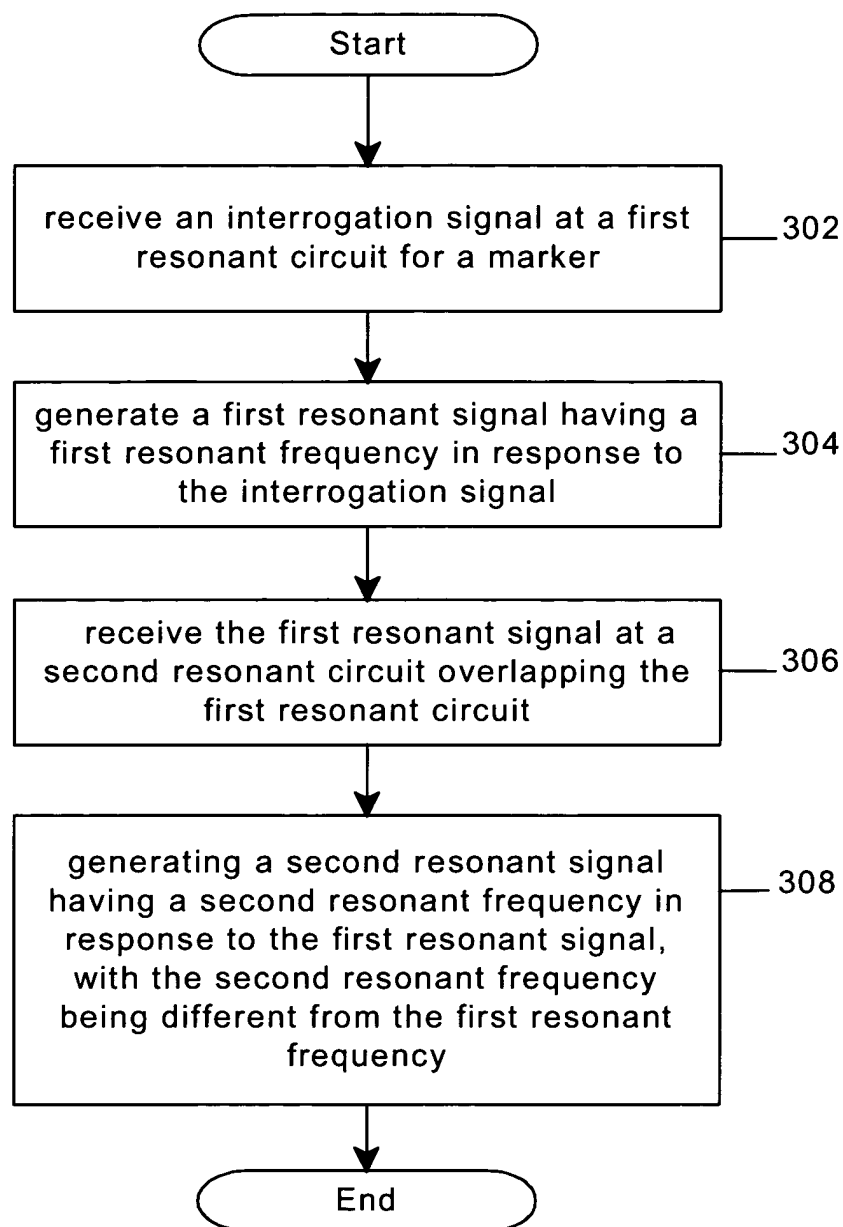 Start
receive an interrogation signal at a first
resonant circuit for a marker
302
generate a first resonant signal having a
first resonant frequency in response to
the interrogation signal
304
receive the first resonant signal at a
second resonant circuit overlapping the
first resonant circuit
306
generating a second resonant signal
having a second resonant frequency in
response to the first resonant signal,
with the second resonant frequency
being different from the first resonant
frequency
308
End